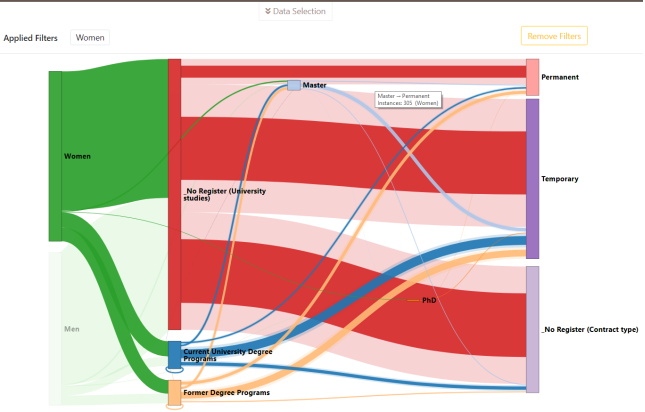 ¥ Data Selection
Applied Filters
Women
Remove Filters
Permanent
Master
Master → Permanent
Instances: 305 (Women)
Women
Temporary
_No Register (University
studies)
PhD
Men
_No Register (Contract type)
Current University Degree
Programs
Former Degree Programs